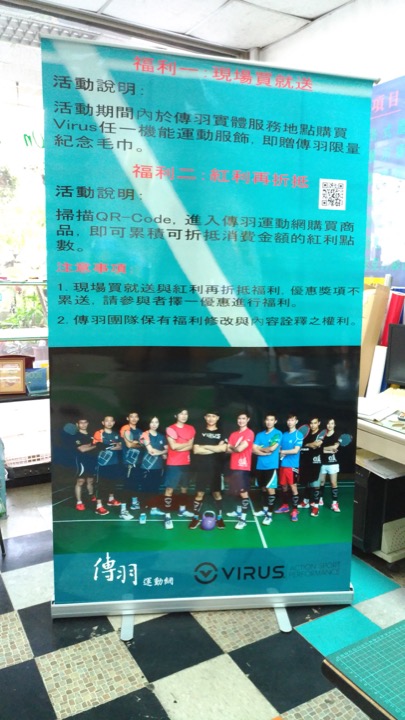 福利一：現場買就送
活動說明：
活動期間內於傳羽實體服務地點購買
Virus任一機能運動服飾, 即贈傳羽限量
紀念毛巾。
福利二：紅利再折抵
活動說明：
掃描QR-Code, 進入傳羽運動網購買商
品, 即可累積可折抵消費金額的紅利點
數。
注意事項：
1. 現場買就送與紅利再折抵福利, 優惠獎項不
累送, 請參與者擇一優惠進行福利。
2. 傳羽團隊保有福利修改與內容詮釋之權利。
傳羽 運動網
VIRUS ACTION SPORT
PERFORMANCE
項目